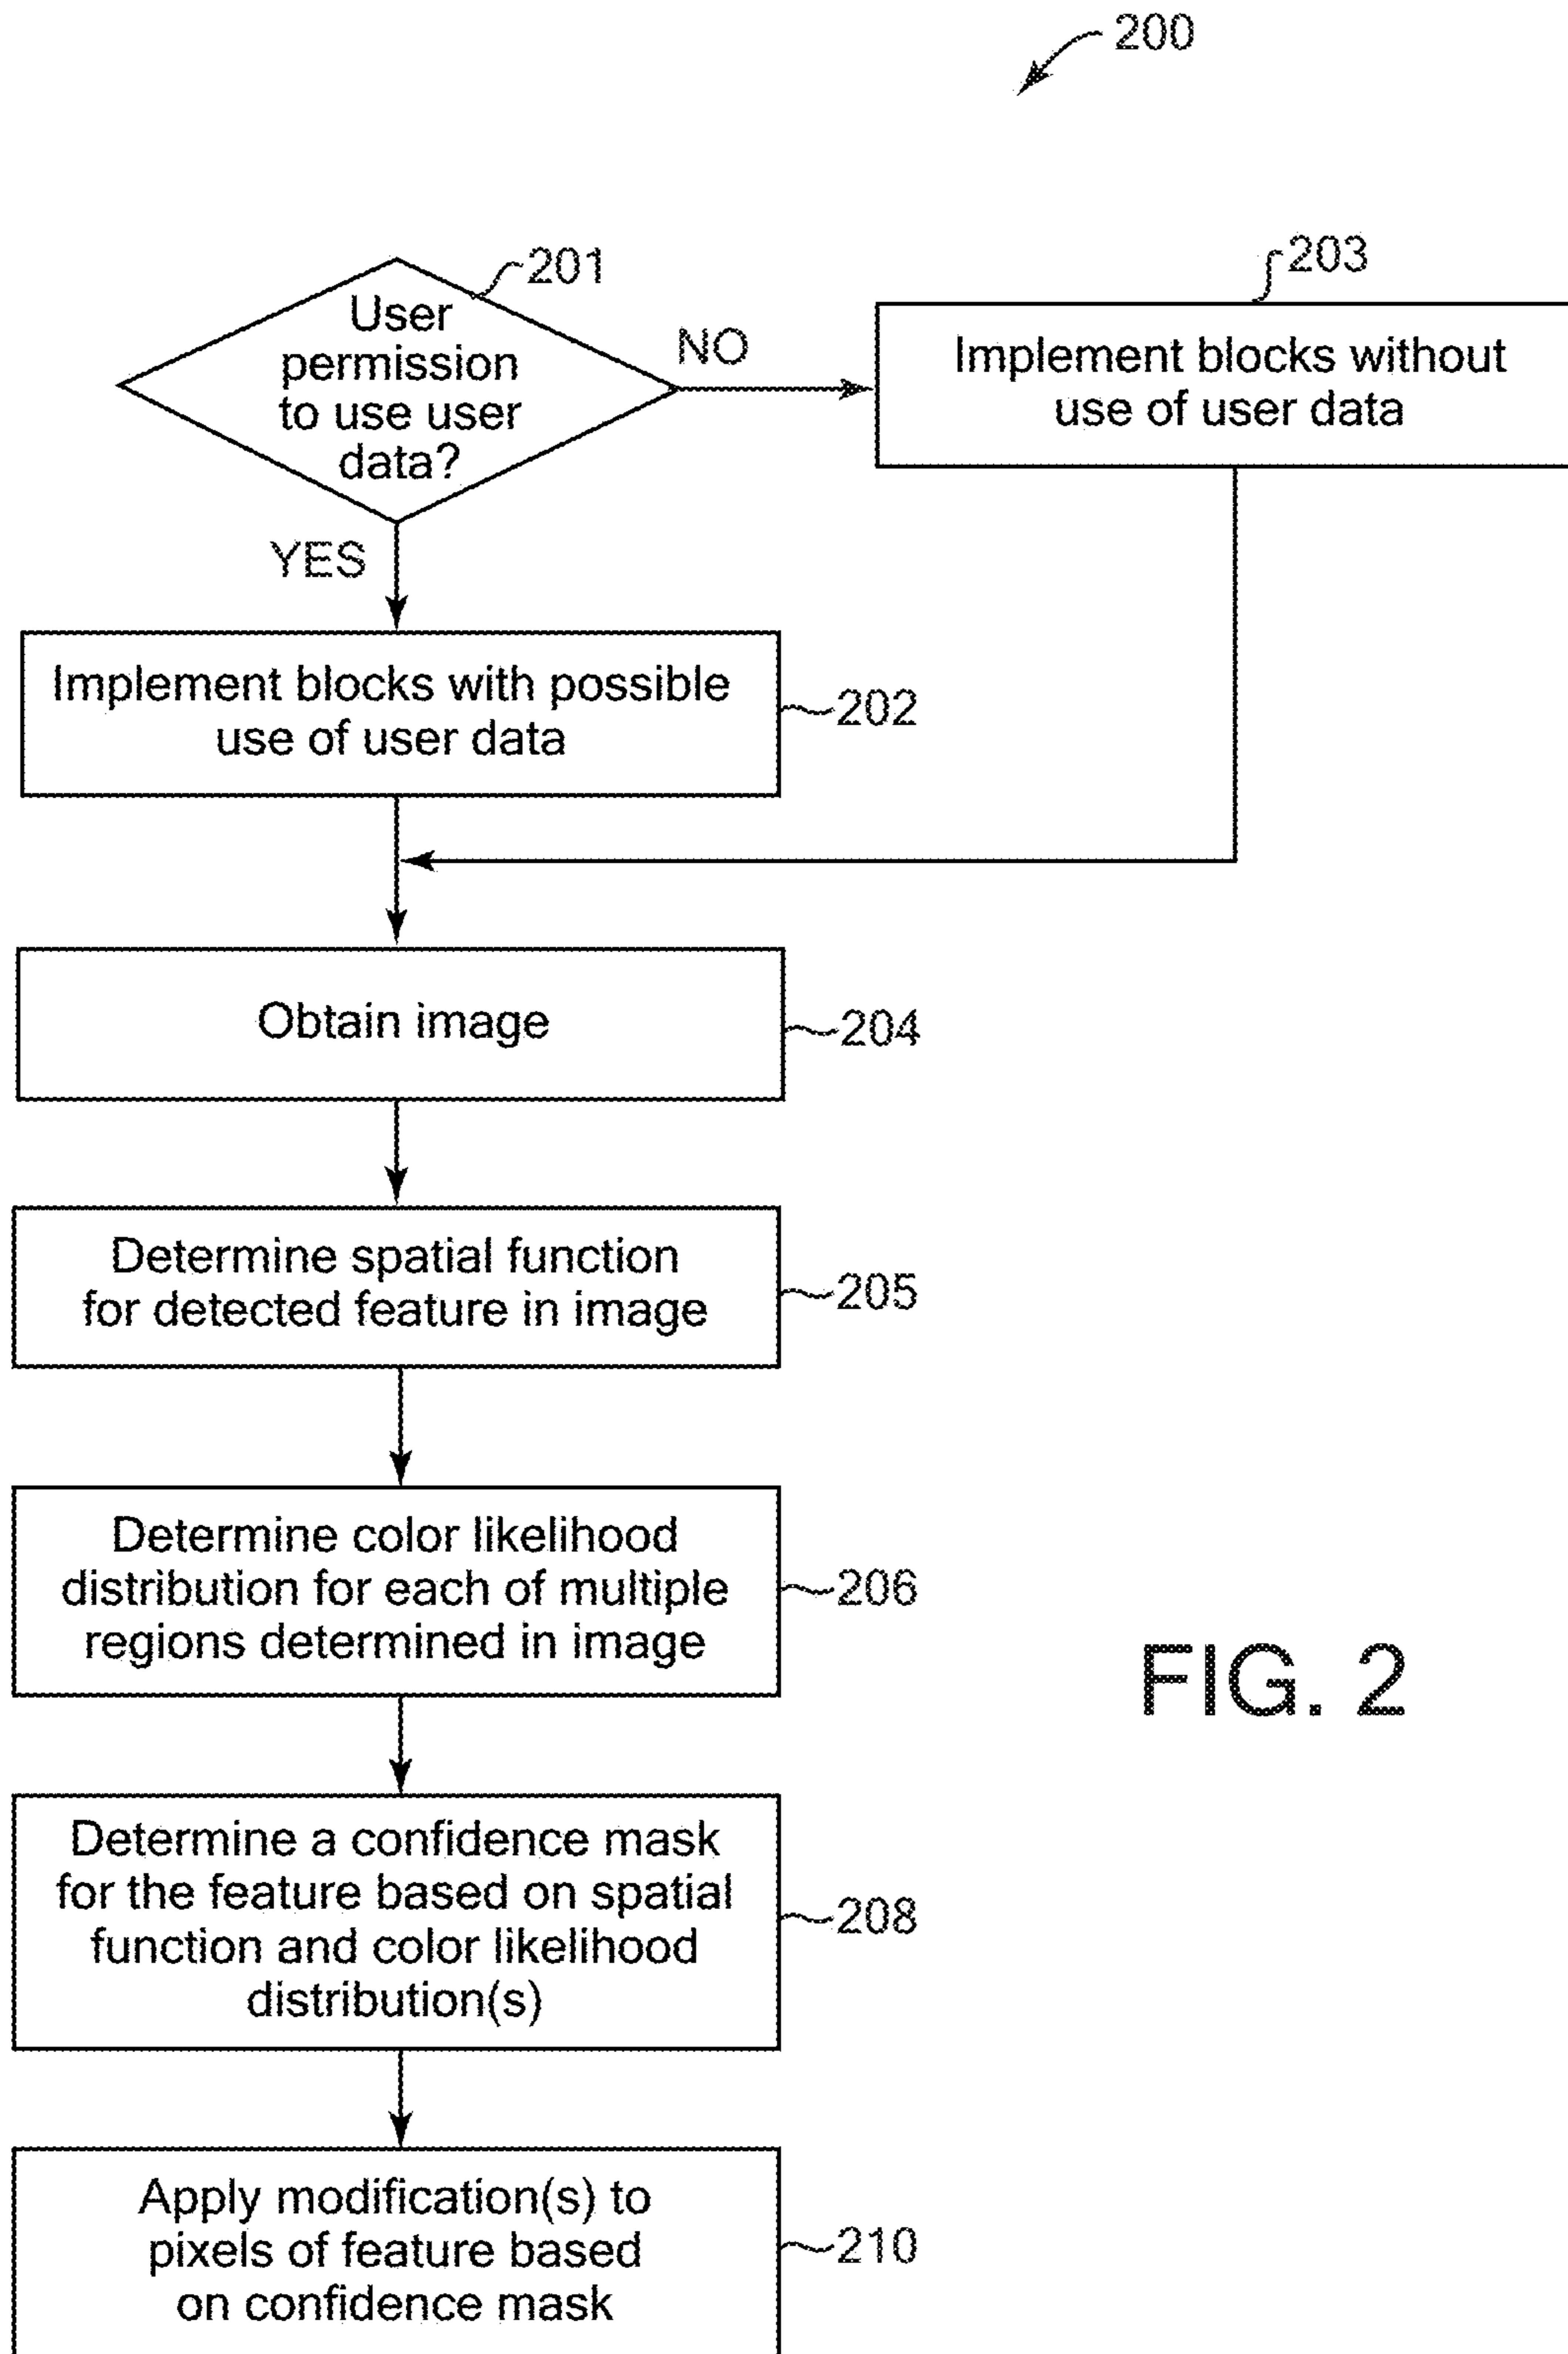 200
201
User
permission
to use user
data?
NO
203
Implement blocks without
use of user data
YES
Implement blocks with possible
use of user data
202
Obtain image
204
Determine spatial function
for detected feature in image
205
Determine color likelihood
distribution for each of multiple
regions determined in image
206
FIG. 2
Determine a confidence mask
for the feature based on spatial
function and color likelihood
distribution(s)
208
Apply modification(s) to
pixels of feature based
on confidence mask
210